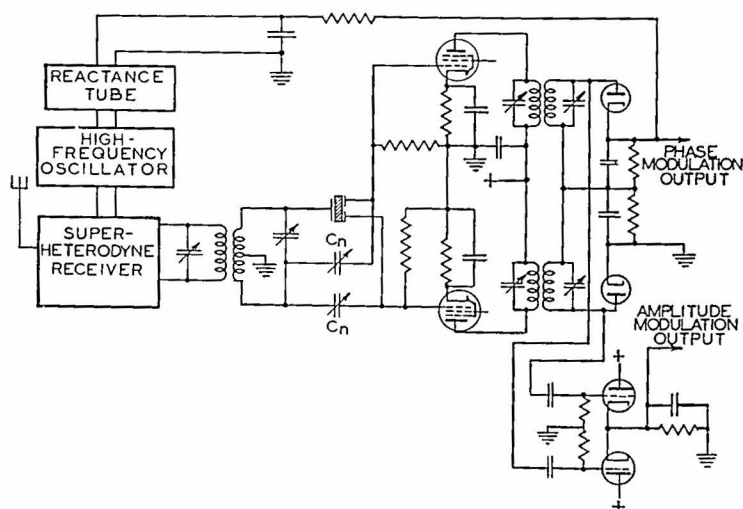 REACTANCE
TUBE
HIGH-
FREQUENCY
OSCILLATOR
SUPER-
HETERODYNE
RECEIVER
Cn
Cn
+
PHASE
MODULATION
OUTPUT
AMPLITUDE
MODULATION
OUTPUT
+
+